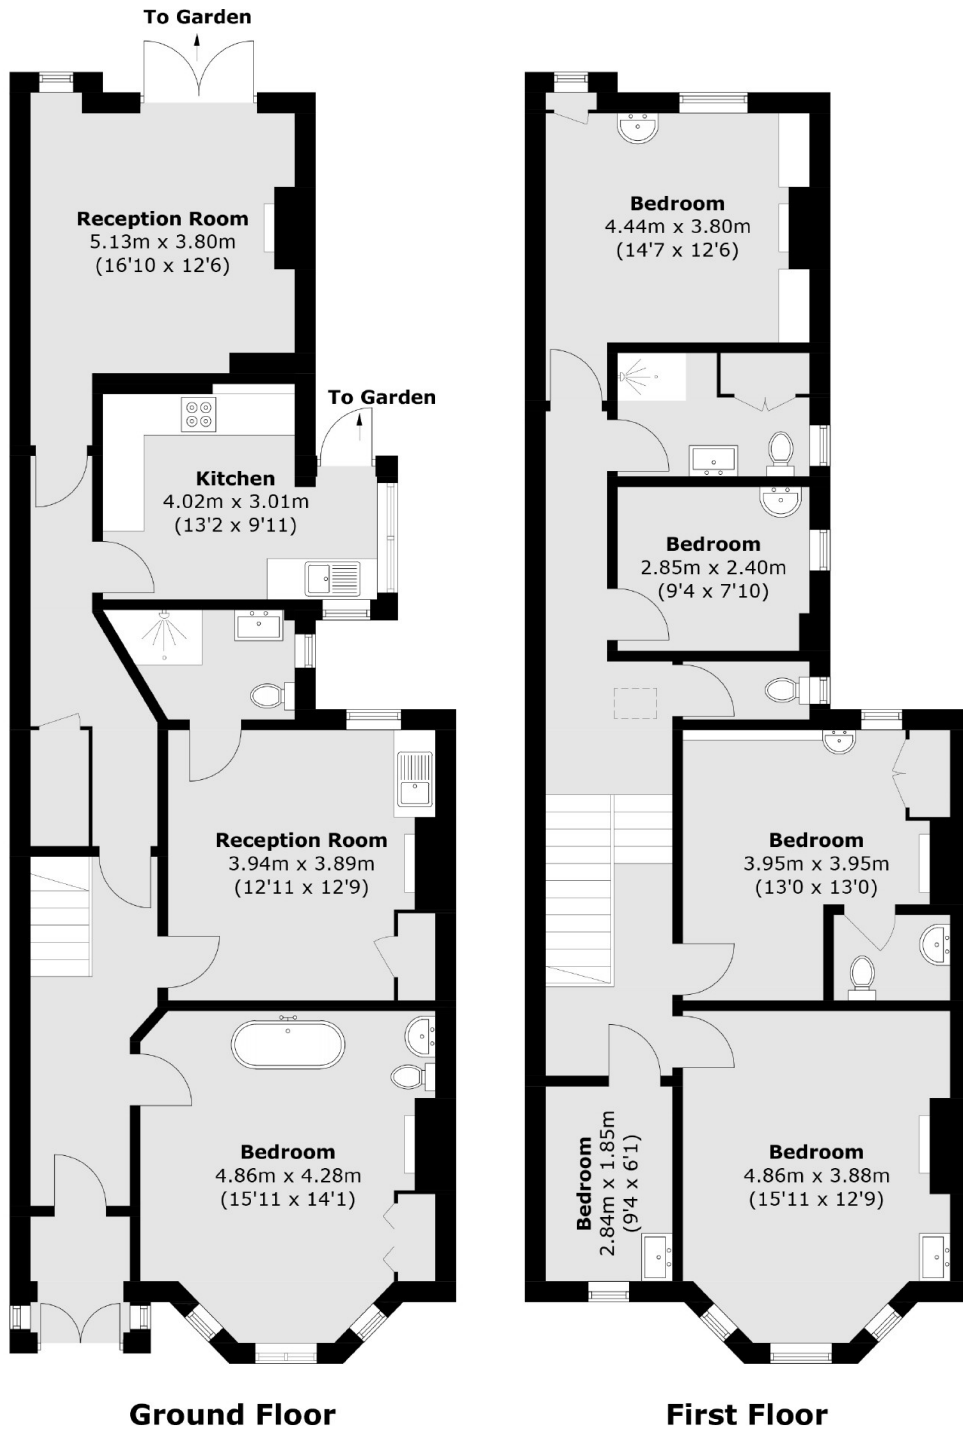 To Garden
Reception Room
5.13m x 3.80m
(16'10 x 12'6)
To Garden
Kitchen
4.02m x 3.01m
(13'2 x 9'11)
Reception Room
3.94m x 3.89m
(12'11 x 12'9)
Bedroom
4.86m x 4.28m
(15'11 x 14'1)
Ground Floor
Bedroom
4.44m x 3.80m
(14'7 x 12'6)
Bedroom
2.85m x 2.40m
(9'4 x 7'10)
Bedroom
3.95m x 3.95m
(13'0 x 13'0)
Bedroom
2.84m x 1.85m
(9'4 x 6'1)
Bedroom
4.86m x 3.88m
(15'11 x 12'9)
First Floor